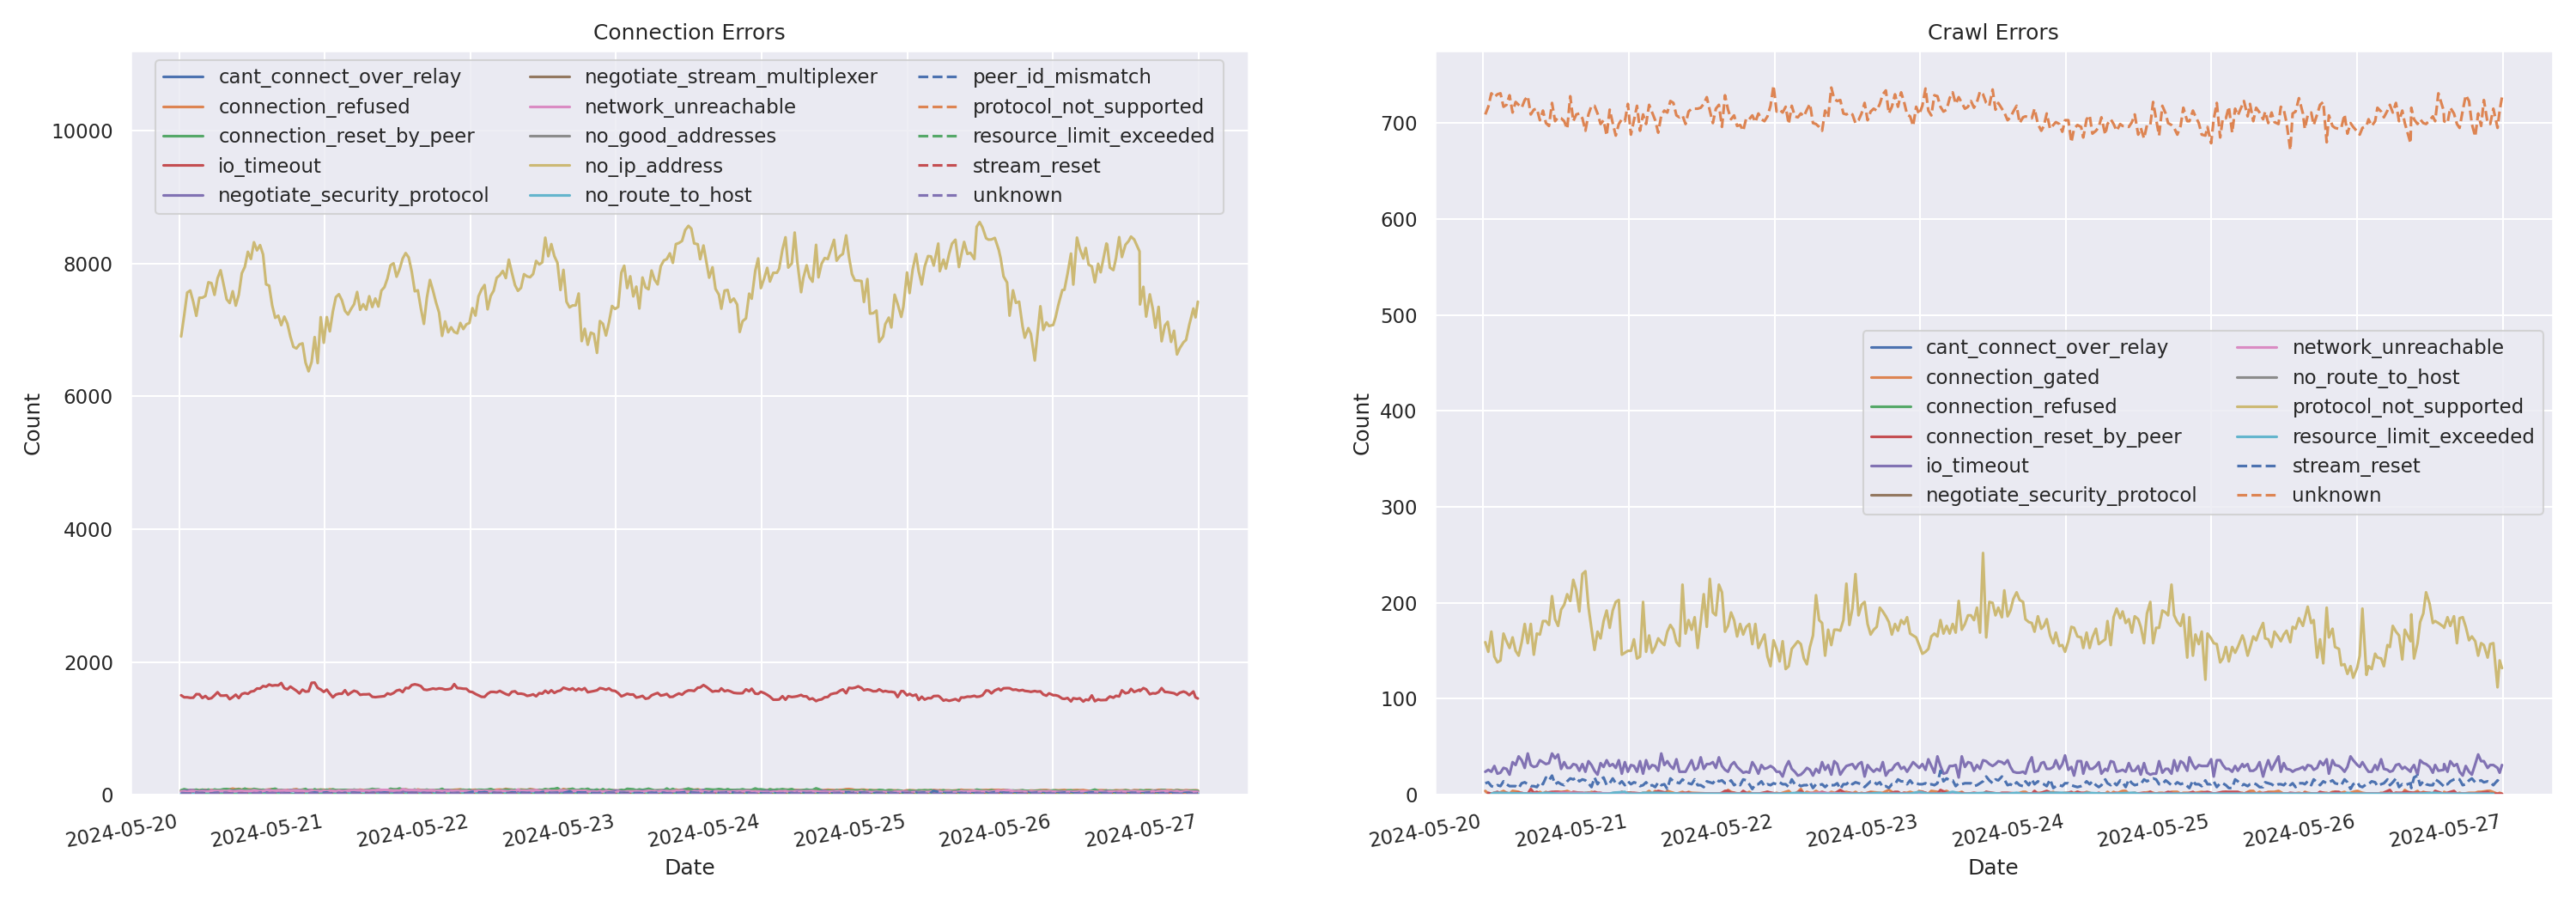 Connection Errors
cant_connect_over_relay
connection_refused
connection_reset_by_peer
io_timeout
negotiate_security_protocol
negotiate_stream_multiplexer
network_unreachable
no_good_addresses
no_ip_address
no_route_to_host
peer_id_mismatch
protocol_not_supported
resource_limit_exceeded
stream_reset
unknown
10000
8000
6000
4000
2000
0
Count
2024-05-20
2024-05-21
2024-05-22
2024-05-23
2024-05-24
2024-05-25
2024-05-26
2024-05-27
Date
Crawl Errors
700
600
500
400
300
200
100
0
Count
cant_connect_over_relay
connection_gated
connection_refused
connection_reset_by_peer
io_timeout
negotiate_security_protocol
network_unreachable
no_route_to_host
protocol_not_supported
resource_limit_exceeded
stream_reset
unknown
2024-05-20
2024-05-21
2024-05-22
2024-05-23
2024-05-24
2024-05-25
2024-05-26
2024-05-27
Date